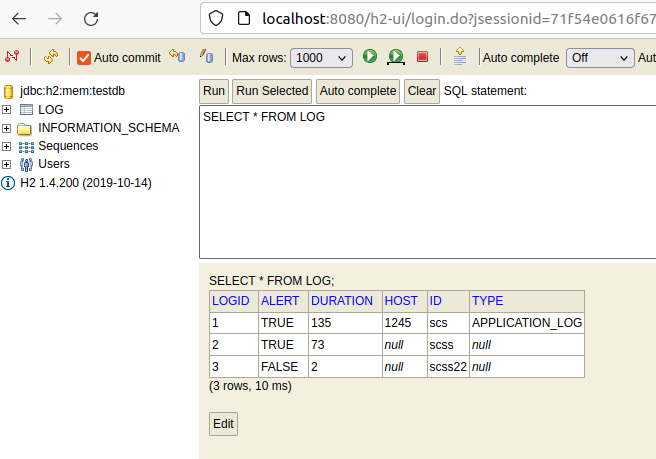 localhost:8080/h2-ui/login.do?jsessionid=71f54e0616f67
Auto commit Max rows: 1000 Auto complete Off Aut
jdbc:h2:mem:testdb
LOG
INFORMATION_SCHEMA
Sequences
Users
H2 1.4.200 (2019-10-14)
Run Run Selected Auto complete Clear SQL statement:
SELECT * FROM LOG
SELECT * FROM LOG;
LOGID ALERT DURATION HOST ID TYPE
1 TRUE 135 1245 scs APPLICATION_LOG
2 TRUE 73 null scss null
3 FALSE 2 null scss22 null
(3 rows, 10 ms)
Edit